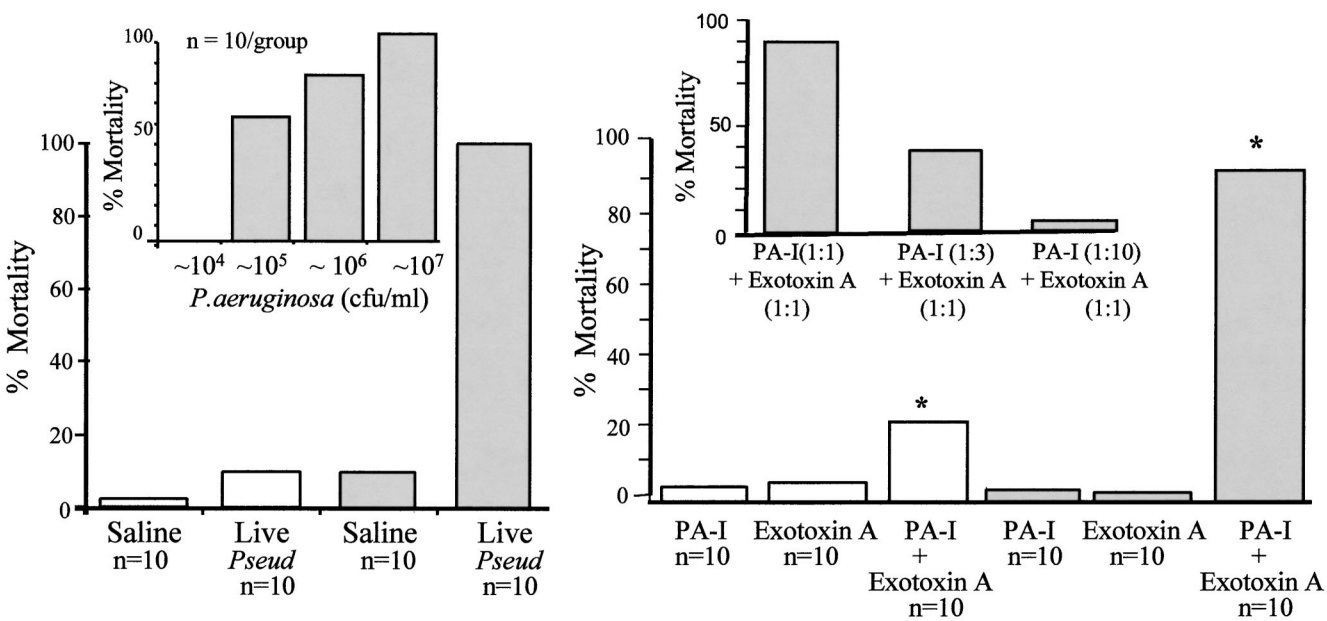 100
n = 10/group
50
0
% Mortality
~10⁴ ~10⁵ ~ 10⁶ ~10⁷
P.aeruginosa (cfu/ml)
100
80
60
40
20
0
% Mortality
Saline
n=10
Live
Pseud
n=10
Saline
n=10
Live
Pseud
n=10
100
50
0
% Mortality
PA-I(1:1)
+ Exotoxin A
(1:1)
PA-I (1:3)
+ Exotoxin A
(1:1)
PA-I (1:10)
+ Exotoxin A
(1:1)
100
80
60
40
20
0
% Mortality
*
*
PA-I
n=10
Exotoxin A
n=10
PA-I
+
Exotoxin A
n=10
PA-I
n=10
Exotoxin A
n=10
PA-I
+
Exotoxin A
n=10